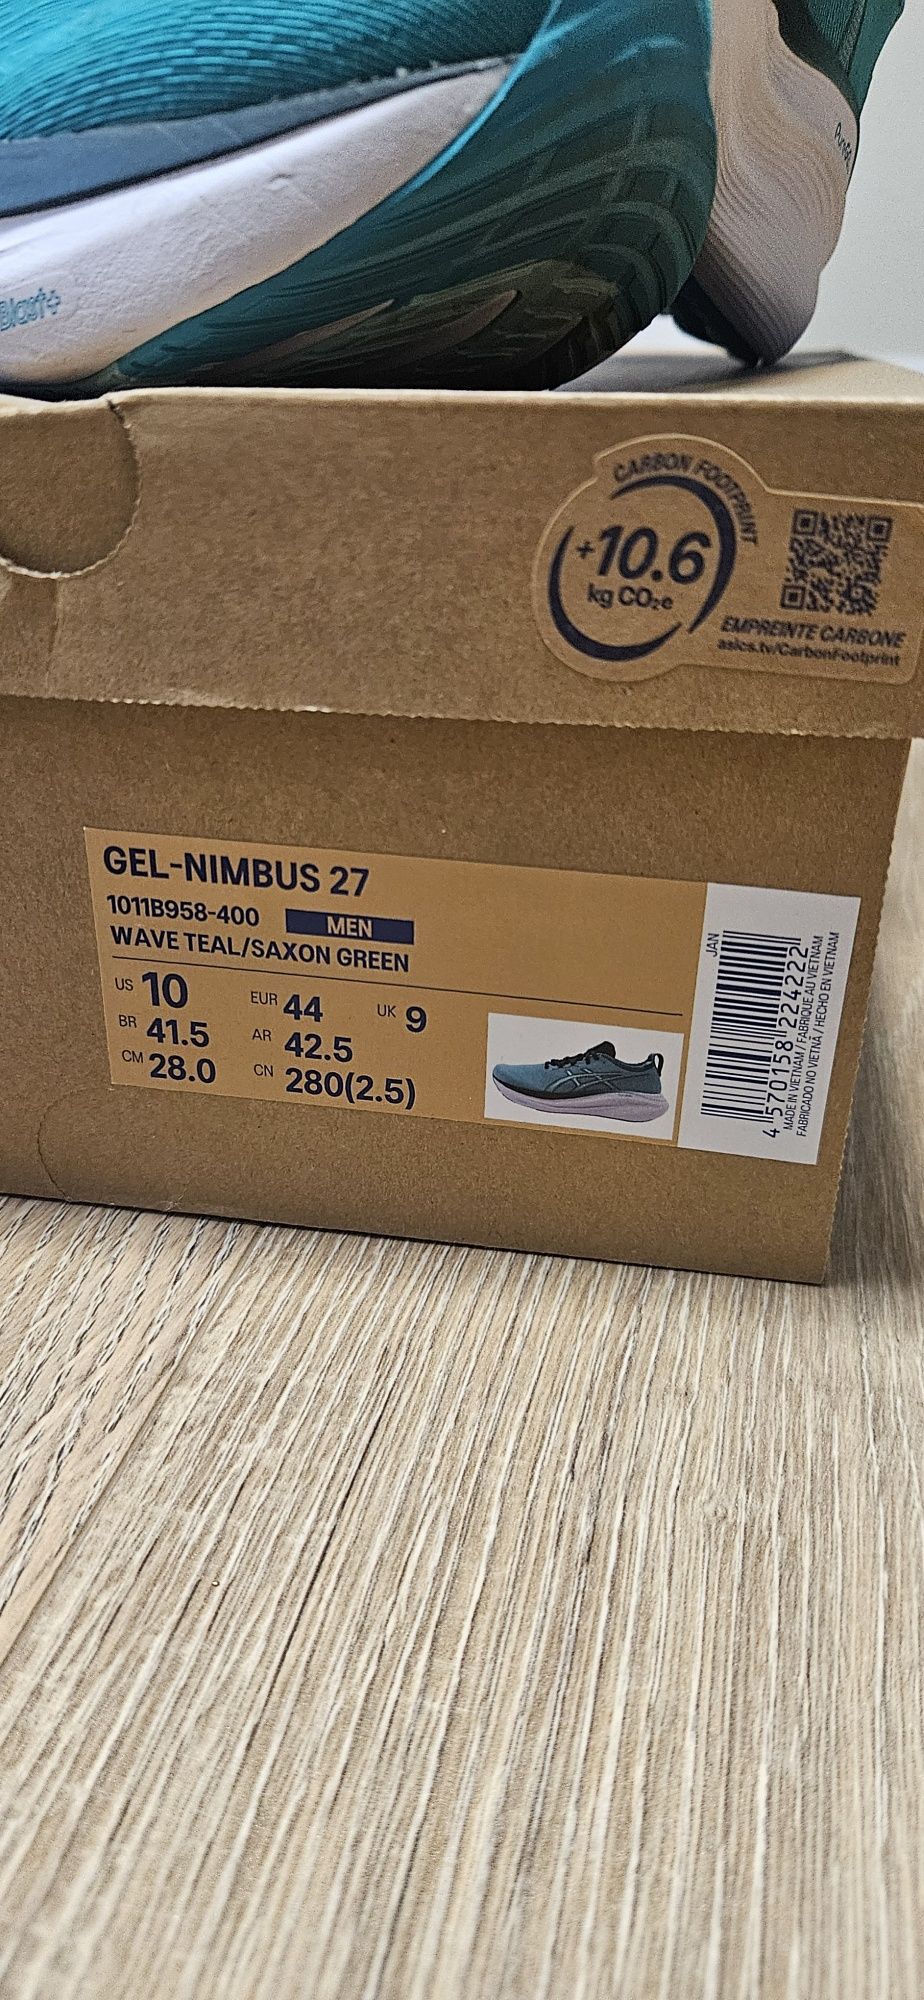 Blast+
CARBON FOOTPRINT
+10.6
kg CO₂e
EMPREINTE CARBONE
asics.tv/CarbonFootprint
GEL-NIMBUS 27
1011B958-400 MEN
WAVE TEAL/SAXON GREEN
US 10 EUR 44 UK 9
BR 41.5 AR 42.5
CM 28.0 CN 280(2.5)
JAN
4 570158 224222
MADE IN VIETNAM / FABRIQUÉ AU VIETNAM
FABRICADO NO VIETNÃ / HECHO EN VIETNAM